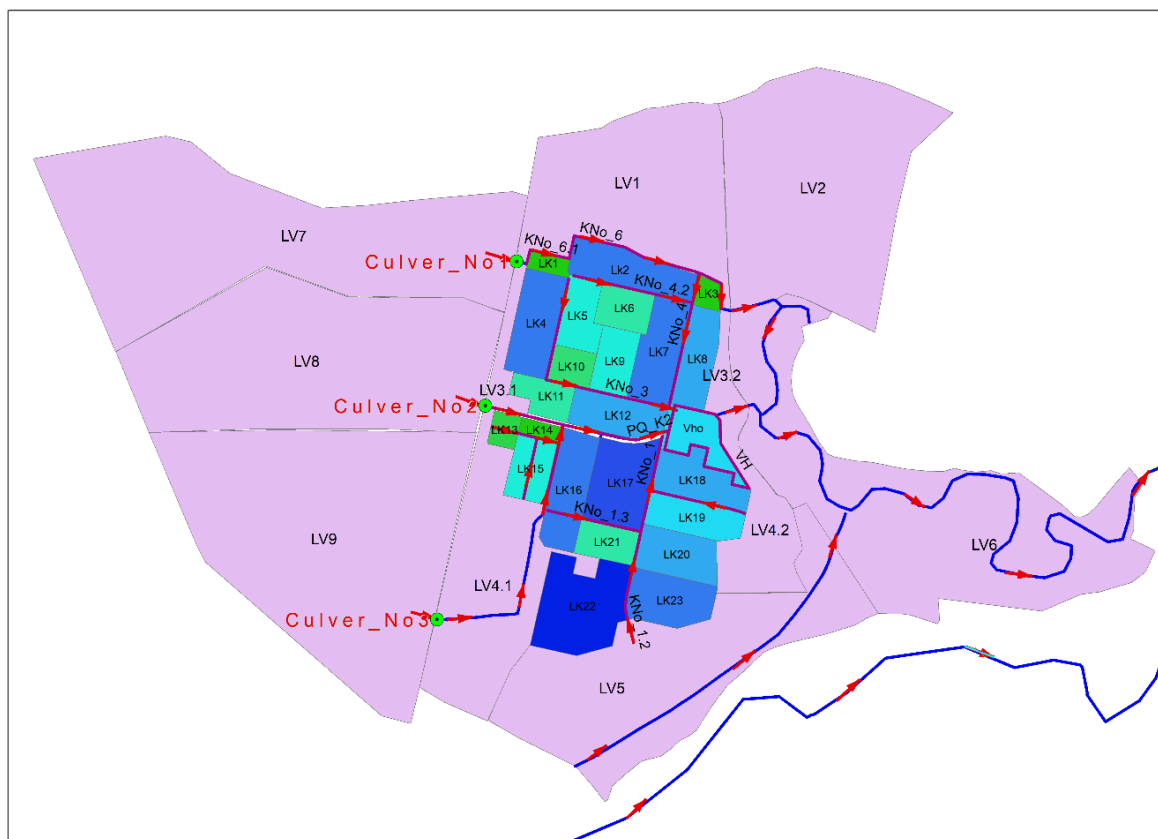 LV1
LV2
LV7
KNo_6
KNo_6.1
Culver_No1
LK1
Lk2
KNo_4.2
LK3
LK6
KNo_4
LK4
LK5
LK7
LK8
LK9
LK10
LV8
LV3.1
LV3.2
KNo_3
LK11
Culver_No2
LK12
PQ_K2
Vho
LK13
LK14
KNo_1
VH
LK15
LK16
LK17
LK18
KNo_1.3
LK19
LV4.2
LV9
LK21
LK20
LV6
LV4.1
LK22
LK23
Culver_No3
KNo_1.2
LV5